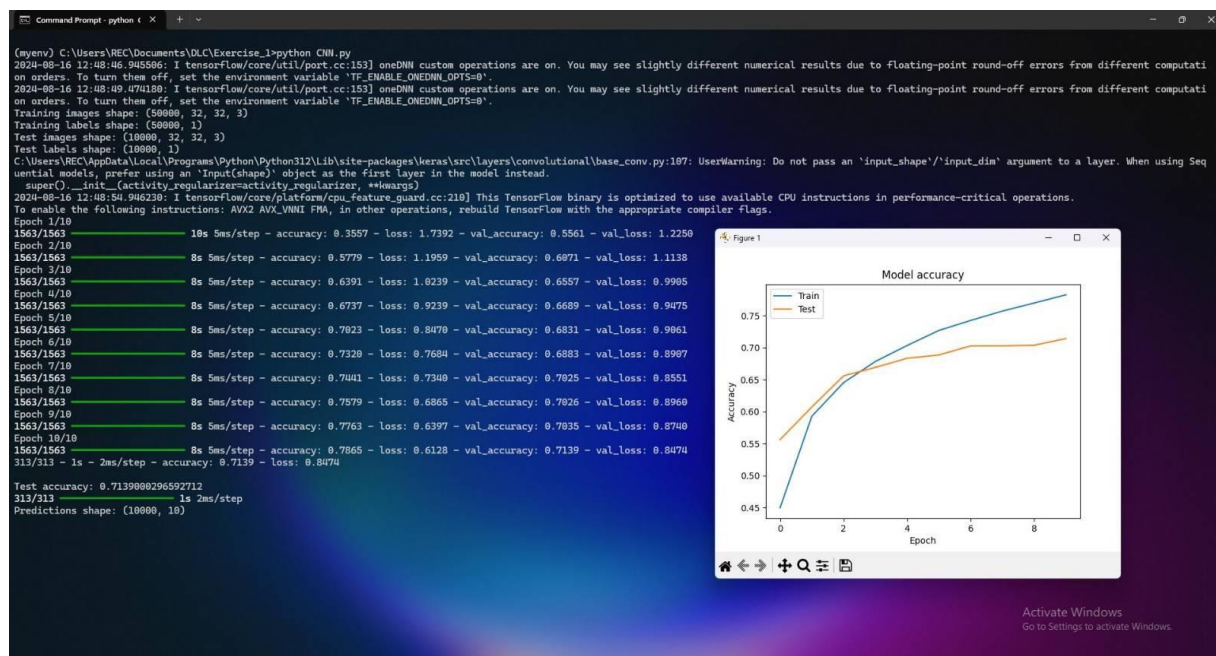 Command Prompt - python C
(myenv) C:\Users\REC\Documents\DLC\Exercise_1>python CNN.py
2024-08-16 12:48:46.945506: I tensorflow/core/util/port.cc:153] oneDNN custom operations are on. You may see slightly different numerical results due to floating-point round-off errors from different computati
on orders. To turn them off, set the environment variable `TF_ENABLE_ONEDNN_OPTS=0`.
2024-08-16 12:48:49.474180: I tensorflow/core/util/port.cc:153] oneDNN custom operations are on. You may see slightly different numerical results due to floating-point round-off errors from different computati
on orders. To turn them off, set the environment variable `TF_ENABLE_ONEDNN_OPTS=0`.
Training images shape: (50000, 32, 32, 3)
Training labels shape: (50000, 1)
Test images shape: (10000, 32, 32, 3)
Test labels shape: (10000, 1)
C:\Users\REC\AppData\Local\Programs\Python\Python312\Lib\site-packages\keras\src\layers\convolutional\base_conv.py:107: UserWarning: Do not pass an `input_shape`/`input_dim` argument to a layer. When using Seq
uential models, prefer using an `Input(shape)` object as the first layer in the model instead.
super().__init__(activity_regularizer=activity_regularizer, **kwargs)
2024-08-16 12:48:54.946230: I tensorflow/core/platform/cpu_feature_guard.cc:210] This TensorFlow binary is optimized to use available CPU instructions in performance-critical operations.
To enable the following instructions: AVX2 AVX_VNNI FMA, in other operations, rebuild TensorFlow with the appropriate compiler flags.
Epoch 1/10
1563/1563 10s 5ms/step - accuracy: 0.3557 - loss: 1.7392 - val_accuracy: 0.5561 - val_loss: 1.2250
Epoch 2/10
1563/1563 8s 5ms/step - accuracy: 0.5779 - loss: 1.1959 - val_accuracy: 0.6071 - val_loss: 1.1138
Epoch 3/10
1563/1563 8s 5ms/step - accuracy: 0.6391 - loss: 1.0239 - val_accuracy: 0.6557 - val_loss: 0.9905
Epoch 4/10
1563/1563 8s 5ms/step - accuracy: 0.6737 - loss: 0.9239 - val_accuracy: 0.6689 - val_loss: 0.9475
Epoch 5/10
1563/1563 8s 5ms/step - accuracy: 0.7023 - loss: 0.8470 - val_accuracy: 0.6831 - val_loss: 0.9061
Epoch 6/10
1563/1563 8s 5ms/step - accuracy: 0.7320 - loss: 0.7684 - val_accuracy: 0.6883 - val_loss: 0.8907
Epoch 7/10
1563/1563 8s 5ms/step - accuracy: 0.7441 - loss: 0.7340 - val_accuracy: 0.7025 - val_loss: 0.8551
Epoch 8/10
1563/1563 8s 5ms/step - accuracy: 0.7579 - loss: 0.6865 - val_accuracy: 0.7026 - val_loss: 0.8960
Epoch 9/10
1563/1563 8s 5ms/step - accuracy: 0.7763 - loss: 0.6397 - val_accuracy: 0.7035 - val_loss: 0.8740
Epoch 10/10
1563/1563 8s 5ms/step - accuracy: 0.7865 - loss: 0.6128 - val_accuracy: 0.7139 - val_loss: 0.8474
313/313 - 1s - 2ms/step - accuracy: 0.7139 - loss: 0.8474
Test accuracy: 0.7139000296592712
313/313 1s 2ms/step
Predictions shape: (10000, 10)
Figure 1
Model accuracy
Train
Test
0.75
0.70
0.65
0.60
0.55
0.50
0.45
Accuracy
0 2 4 6 8
Epoch
Activate Windows
Go to Settings to activate Windows.